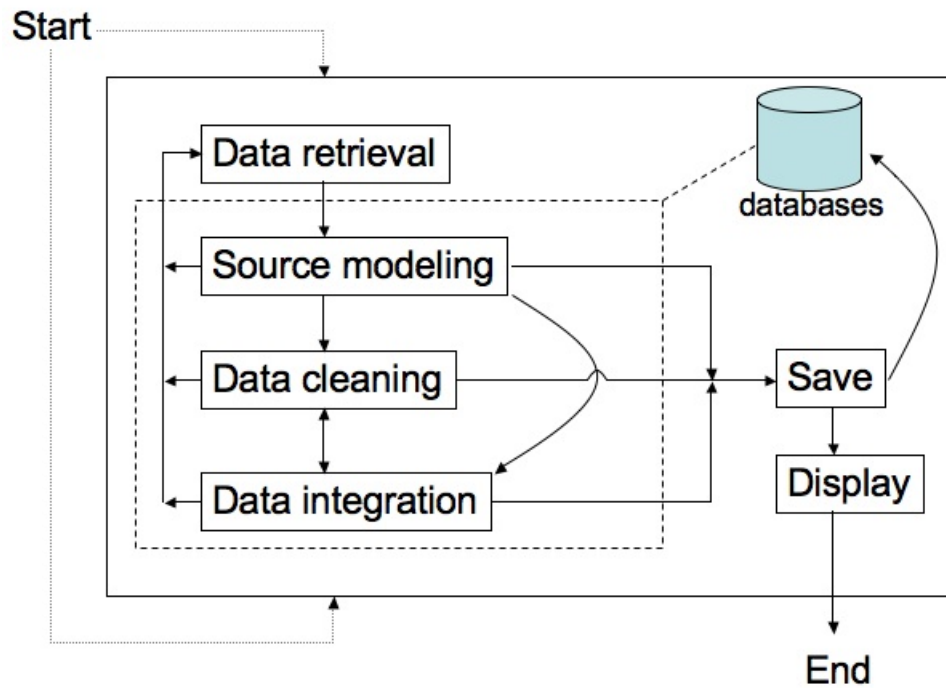 Start
Data retrieval
databases
Source modeling
Data cleaning
Save
Data integration
Display
End